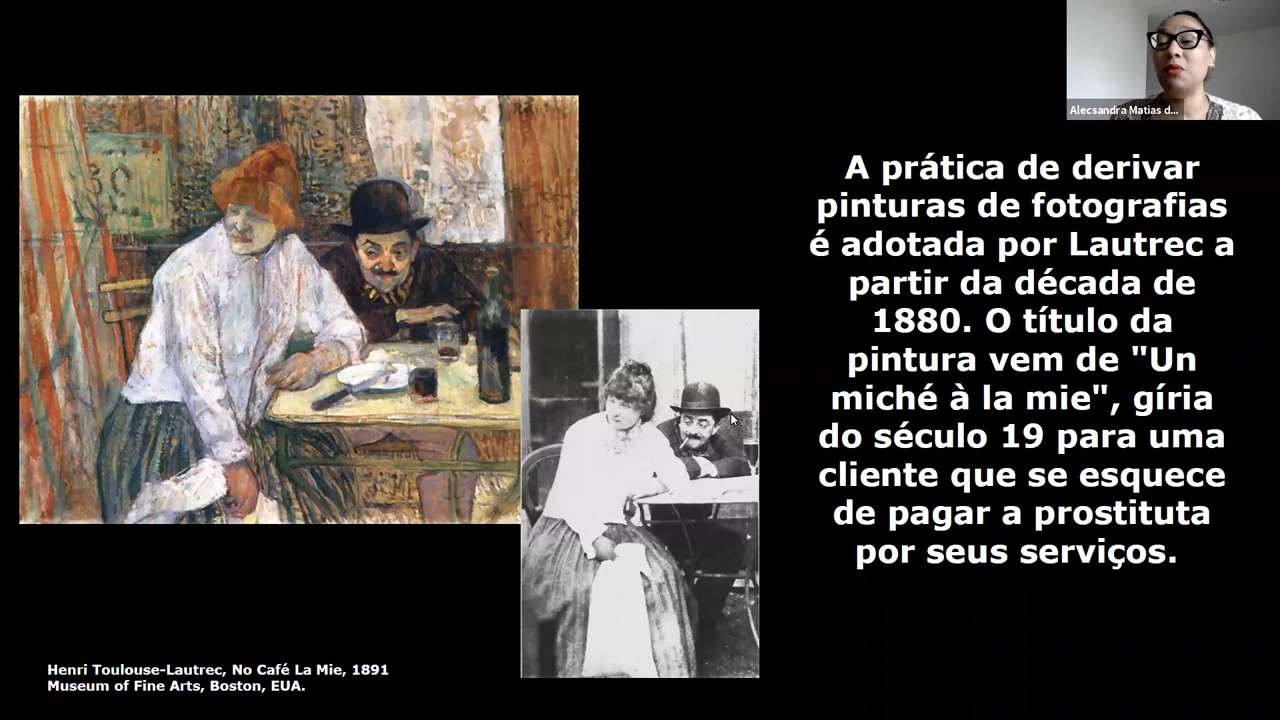 Alecsandra Matias d...
A prática de derivar
pinturas de fotografias
é adotada por Lautrec a
partir da década de
1880. O título da
pintura vem de "Un
miché à la mie", gíria
do século 19 para uma
cliente que se esquece
de pagar a prostituta
por seus serviços.
Henri Toulouse-Lautrec, No Café La Mie, 1891
Museum of Fine Arts, Boston, EUA.